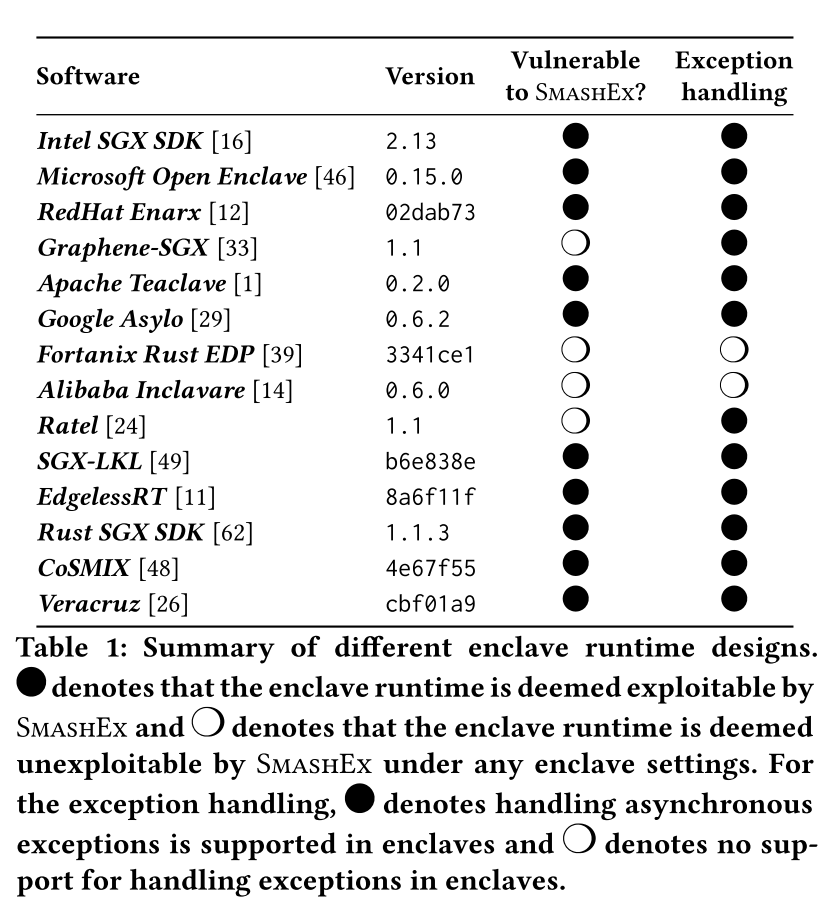 Software Version Vulnerable to SmashEx? Exception handling
Intel SGX SDK [16] 2.13 ● ●
Microsoft Open Enclave [46] 0.15.0 ● ●
RedHat Enarx [12] 02dab73 ● ●
Graphene-SGX [33] 1.1 ❍ ●
Apache Teaclave [1] 0.2.0 ● ●
Google Asylo [29] 0.6.2 ● ●
Fortanix Rust EDP [39] 3341ce1 ❍ ❍
Alibaba Inclavare [14] 0.6.0 ❍ ❍
Ratel [24] 1.1 ❍ ●
SGX-LKL [49] b6e838e ● ●
EdgelessRT [11] 8a6f11f ● ●
Rust SGX SDK [62] 1.1.3 ● ●
CoSMIX [48] 4e67f55 ● ●
Veracruz [26] cbf01a9 ● ●
Table 1: Summary of different enclave runtime designs.
● denotes that the enclave runtime is deemed exploitable by
SmashEx and ❍ denotes that the enclave runtime is deemed
unexploitable by SmashEx under any enclave settings. For
the exception handling, ● denotes handling asynchronous
exceptions is supported in enclaves and ❍ denotes no sup-
port for handling exceptions in enclaves.